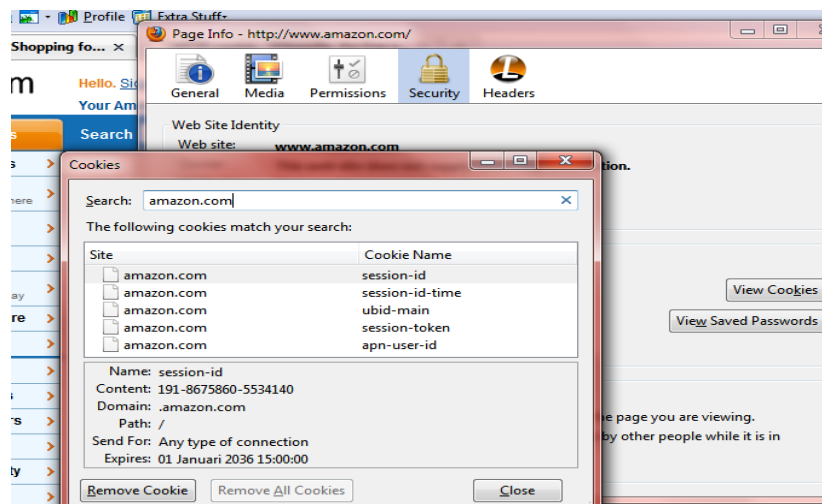 Profile Extra Stuff
Shopping fo... ×
Page Info - http://www.amazon.com/
m
Hello.
Your Am
Search
General Media Permissions Security Headers
Web Site Identity
Web site: www.amazon.com
tion.
Cookies
Search: amazon.com
The following cookies match your search:
Site Cookie Name
amazon.com session-id
amazon.com session-id-time
amazon.com ubid-main
amazon.com session-token
amazon.com apn-user-id
Name: session-id
Content: 191-8675860-5534140
Domain: .amazon.com
Path: /
Send For: Any type of connection
Expires: 01 Januari 2036 15:00:00
Remove Cookie Remove All Cookies Close
View Cookies
View Saved Passwords
e page you are viewing.
by other people while it is in
s
ere
ay
re
s
rs
ty